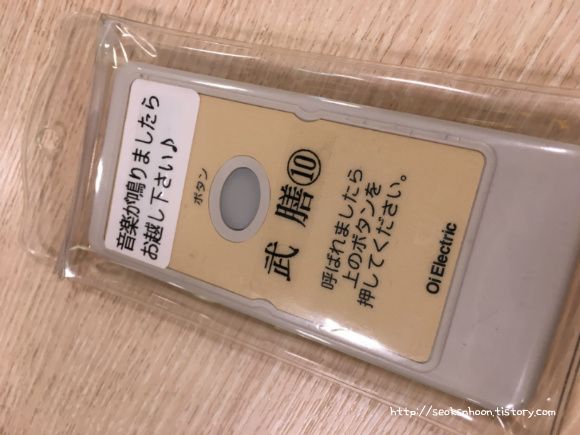 音楽が鳴りましたら
お越し下さい♪
ボタン
武膳⑩
呼ばれましたら
上のボタンを
押してください。
Oi Electric
http://seoksnhoon.tistory.com